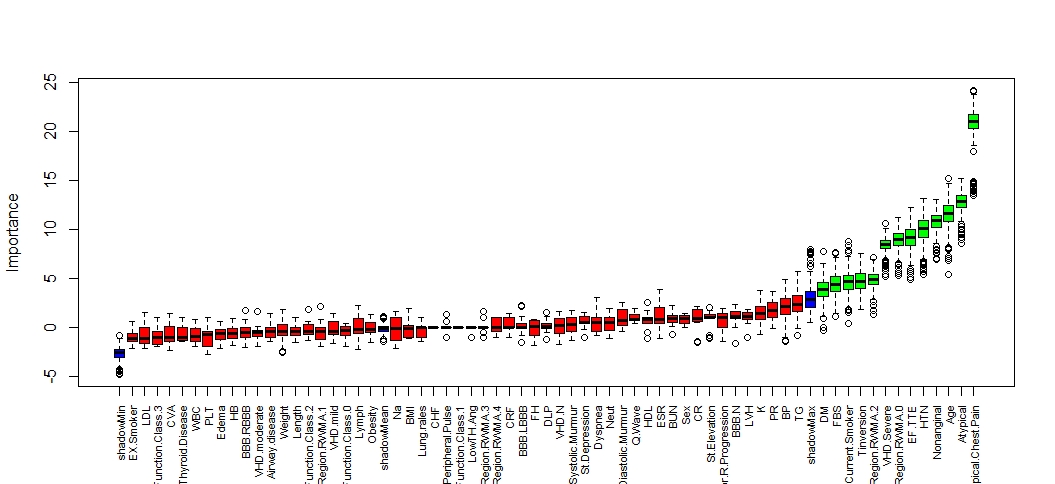 Importance
25
20
15
10
5
0
-5
shadowMin
EX.Smoker
LDL
Function.Class.3
CVA
Thyroid.Disease
WBC
PLT
Edema
HB
BBB.RBBB
VHD.moderate
Airway.disease
Weight
Length
Function.Class.2
Region.RWMA.1
VHD.mild
Function.Class.0
Lymph
Obesity
shadowMean
Na
BMI
Lung.rales
CHF
Peripheral.Pulse
Function.Class.1
LowTH.Ang
Region.RWMA.3
Region.RWMA.4
CRF
BBB.LBBB
FH
DLP
VHD.N
Systolic.Murmur
St.Depression
Dyspnea
Neut
Diastolic.Murmur
Q.Wave
HDL
ESR
BUN
Sex
CR
St.Elevation
or.R.Progression
BBB.N
LVH
K
PR
BP
TG
shadowMax
DM
FBS
Current.Smoker
Tinversion
Region.RWMA.2
VHD.Severe
Region.RWMA.0
EF.TTE
HTN
Nonanginal
Age
Atypical
pical.Chest.Pain